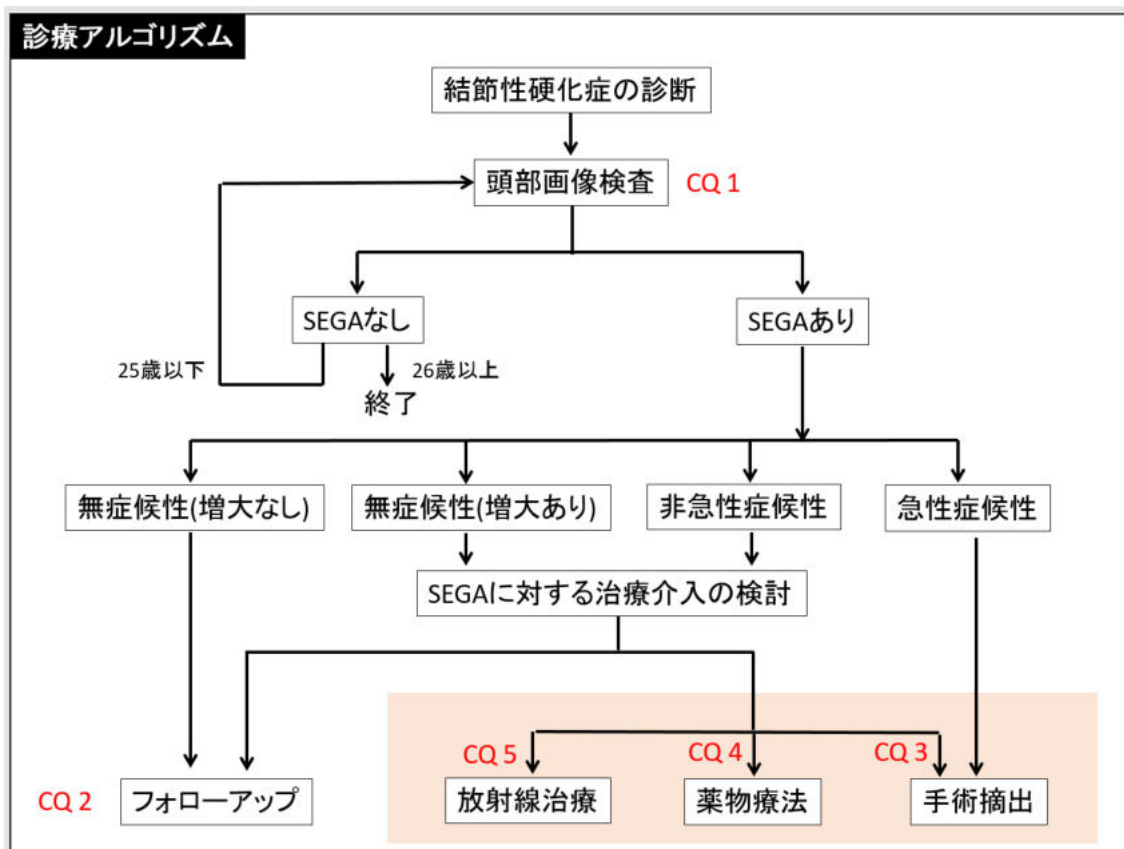 診療アルゴリズム
結節性硬化症の診断
頭部画像検査
CQ 1
SEGAなし
SEGAあり
25歳以下
26歳以上
終了
無症候性(増大なし)
無症候性(増大あり)
非急性症候性
急性症候性
SEGAに対する治療介入の検討
CQ 5
CQ 4
CQ 3
CQ 2
フォローアップ
放射線治療
薬物療法
手術摘出